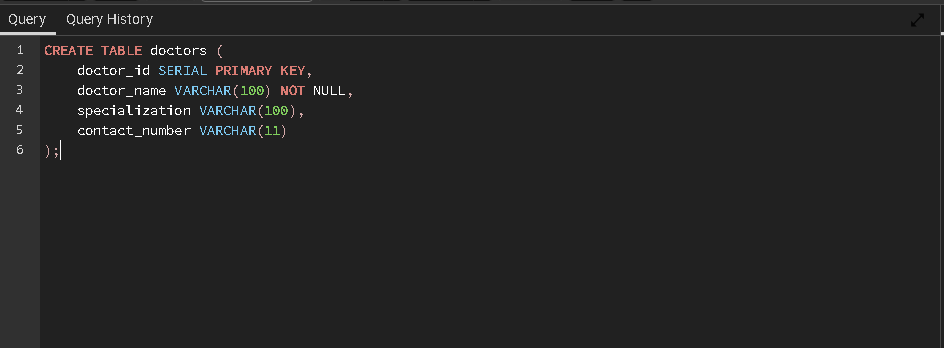 Query Query History
1 CREATE TABLE doctors (
2 doctor_id SERIAL PRIMARY KEY,
3 doctor_name VARCHAR(100) NOT NULL,
4 specialization VARCHAR(100),
5 contact_number VARCHAR(11)
6 );